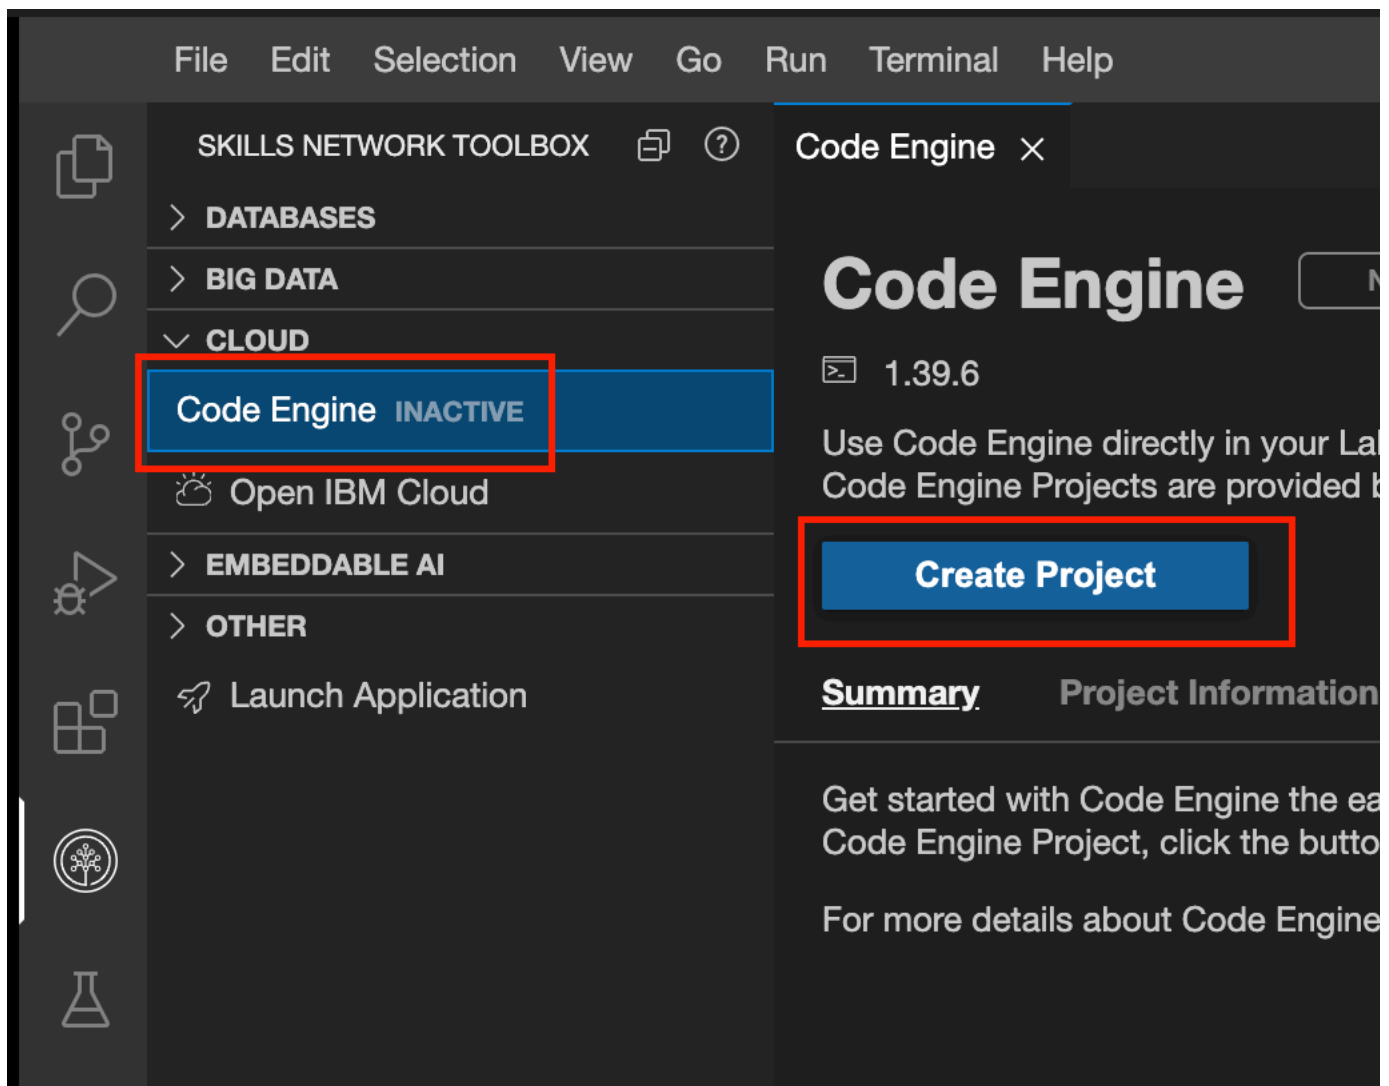 File Edit Selection View Go Run Terminal Help
SKILLS NETWORK TOOLBOX
DATABASES
BIG DATA
CLOUD
Code Engine INACTIVE
Open IBM Cloud
EMBEDDABLE AI
OTHER
Launch Application
Code Engine
Code Engine
1.39.6
Use Code Engine directly in your
Code Engine Projects are provided
Create Project
Summary Project Information
Get started with Code Engine the
Code Engine Project, click the
For more details about Code Engine